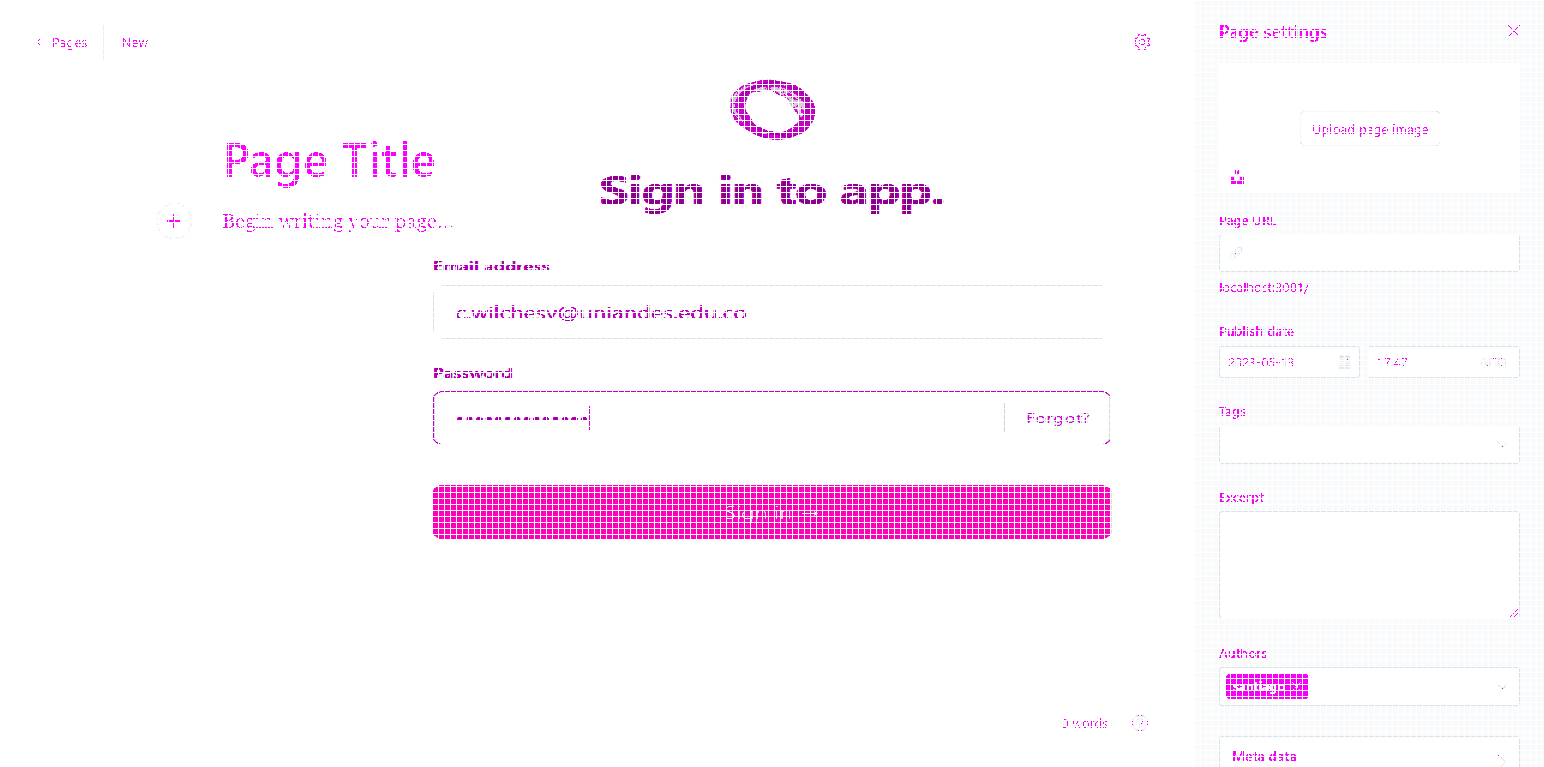 Pages
New
Page settings
Upload page image
Page Title
Sign in to app.
Begin writing your page...
Page URL
Email address
localhost:3001/
c.wilchesv@uniandes.edu.co
Publish date
2023-05-13
17:47
UTC
Password
Tags
Forgot?
Excerpt
Sign in →
Authors
santiago
0 words
Meta data